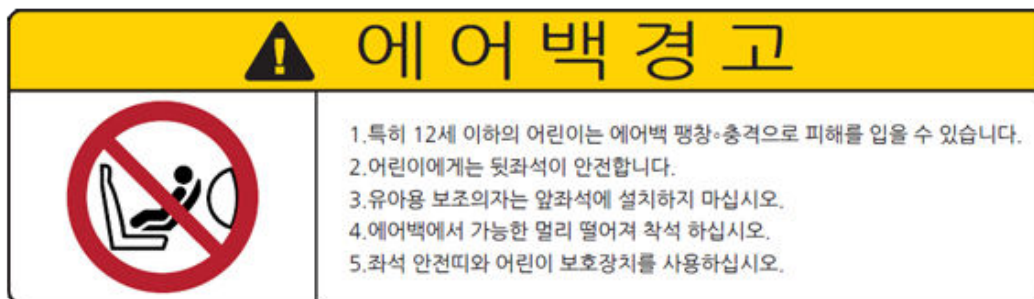 에어백경고
1.특히 12세 이하의 어린이는 에어백 팽창∘충격으로 피해를 입을 수 있습니다.
2.어린이에게는 뒷좌석이 안전합니다.
3.유아용 보조의자는 앞좌석에 설치하지 마십시오.
4.에어백에서 가능한 멀리 떨어져 착석 하십시오.
5.좌석 안전띠와 어린이 보호장치를 사용하십시오.